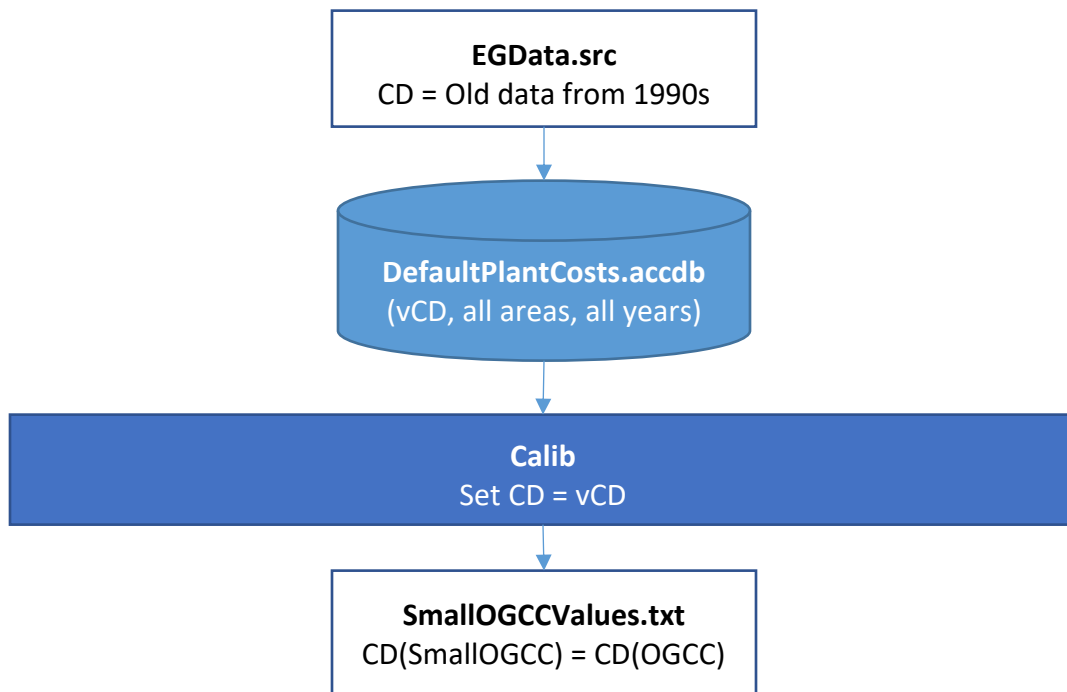 EGData.src
CD = Old data from 1990s
DefaultPlantCosts.accdb
(vCD, all areas, all years)
Calib
Set CD = vCD
SmallOGCCValues.txt
CD(SmallOGCC) = CD(OGCC)